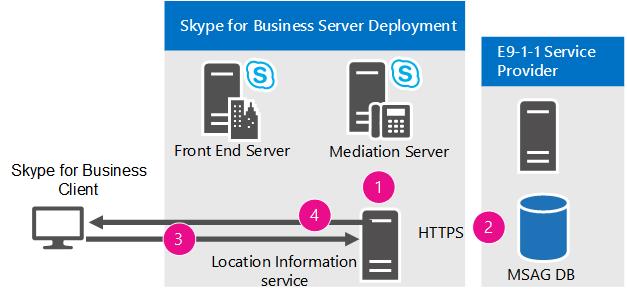 Skype for Business Server Deployment
E9-1-1 Service
Provider
S
S
Front End Server
Mediation Server
Skype for Business
Client
1
4
3
HTTPS
2
Location Information
service
MSAG DB